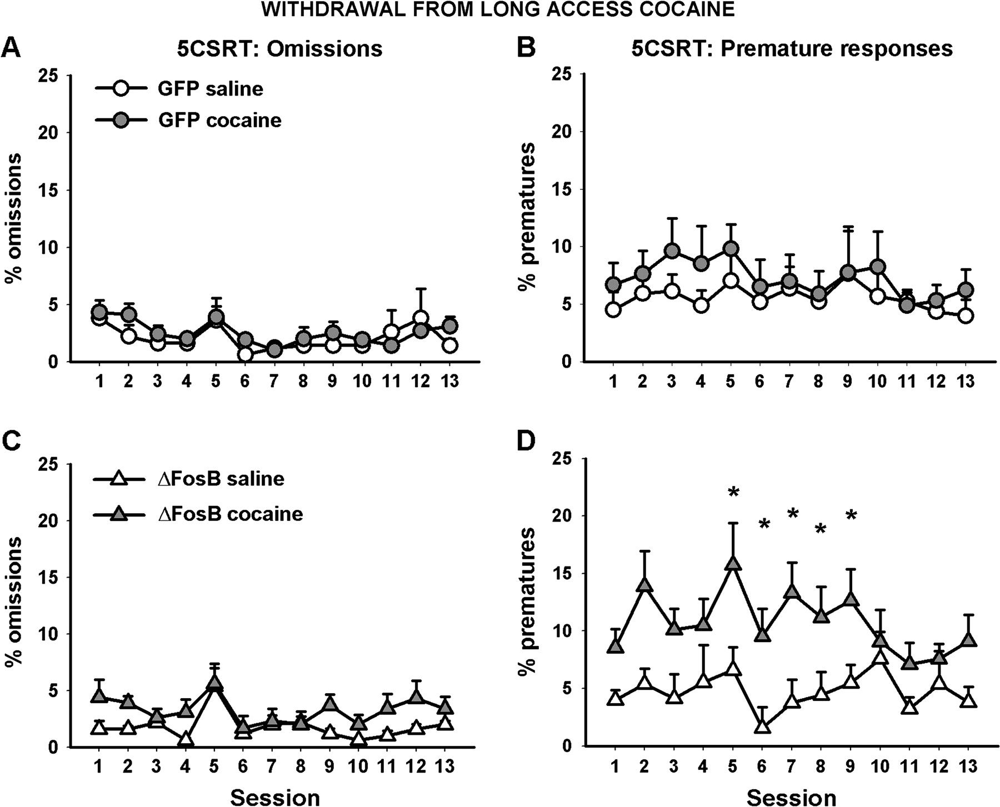 WITHDRAWAL FROM LONG ACCESS COCAINE
A
5CSRT: Omissions
25
20
15
10
5
0
% omissions
GFP saline
GFP cocaine
1 2 3 4 5 6 7 8 9 10 11 12 13
B
5CSRT: Premature responses
25
20
15
10
5
0
% prematures
1 2 3 4 5 6 7 8 9 10 11 12 13
C
25
20
15
10
5
0
% omissions
ΔFosB saline
ΔFosB cocaine
1 2 3 4 5 6 7 8 9 10 11 12 13
Session
D
25
20
15
10
5
0
% prematures
* * * * *
1 2 3 4 5 6 7 8 9 10 11 12 13
Session